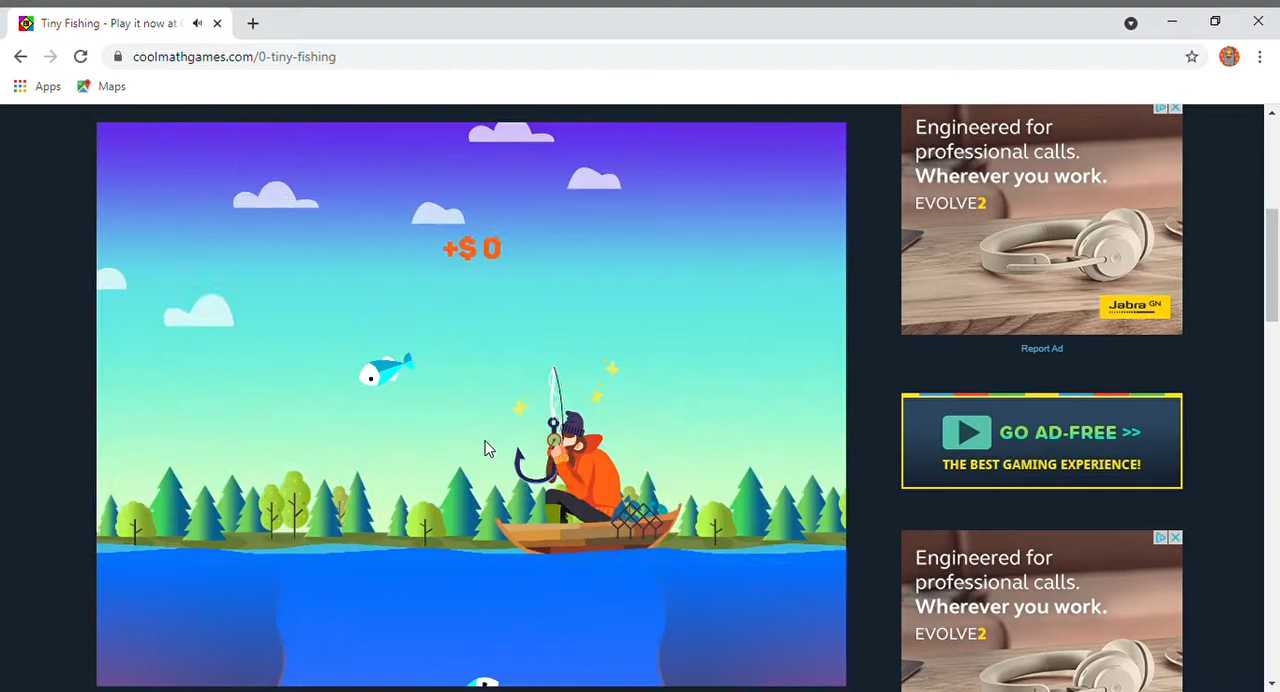 Tiny Fishing - Play it now at
coolmathgames.com/0-tiny-fishing
Apps
Maps
+$ 0
Engineered for
professional calls.
Wherever you work.
EVOLVE2
Jabra GN
Report Ad
GO AD-FREE >>
THE BEST GAMING EXPERIENCE!
Engineered for
professional calls.
Wherever you work.
EVOLVE2